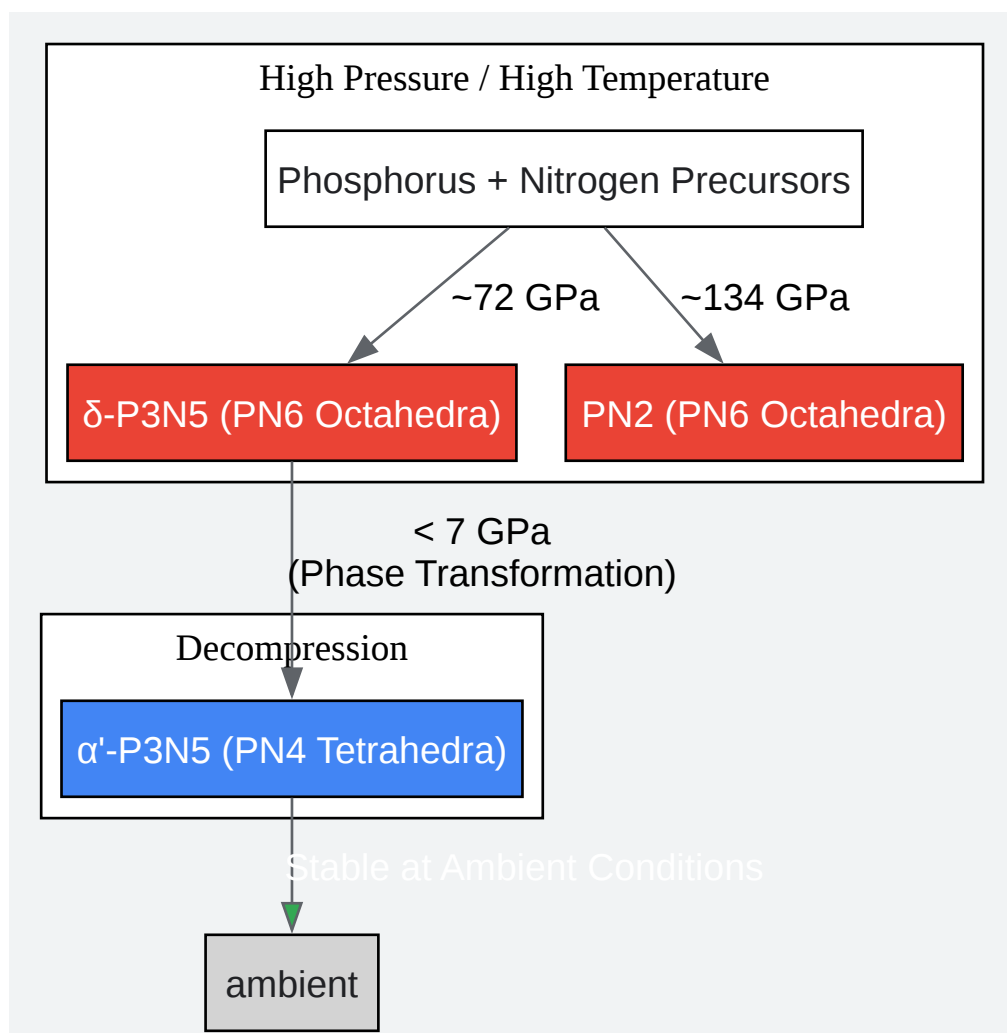 High Pressure / High Temperature
Phosphorus + Nitrogen Precursors
~72 GPa
~134 GPa
δ-P3N5 (PN6 Octahedra)
PN2 (PN6 Octahedra)
< 7 GPa
(Phase Transformation)
Decompression
α'-P3N5 (PN4 Tetrahedra)
Stable at Ambient Conditions
ambient